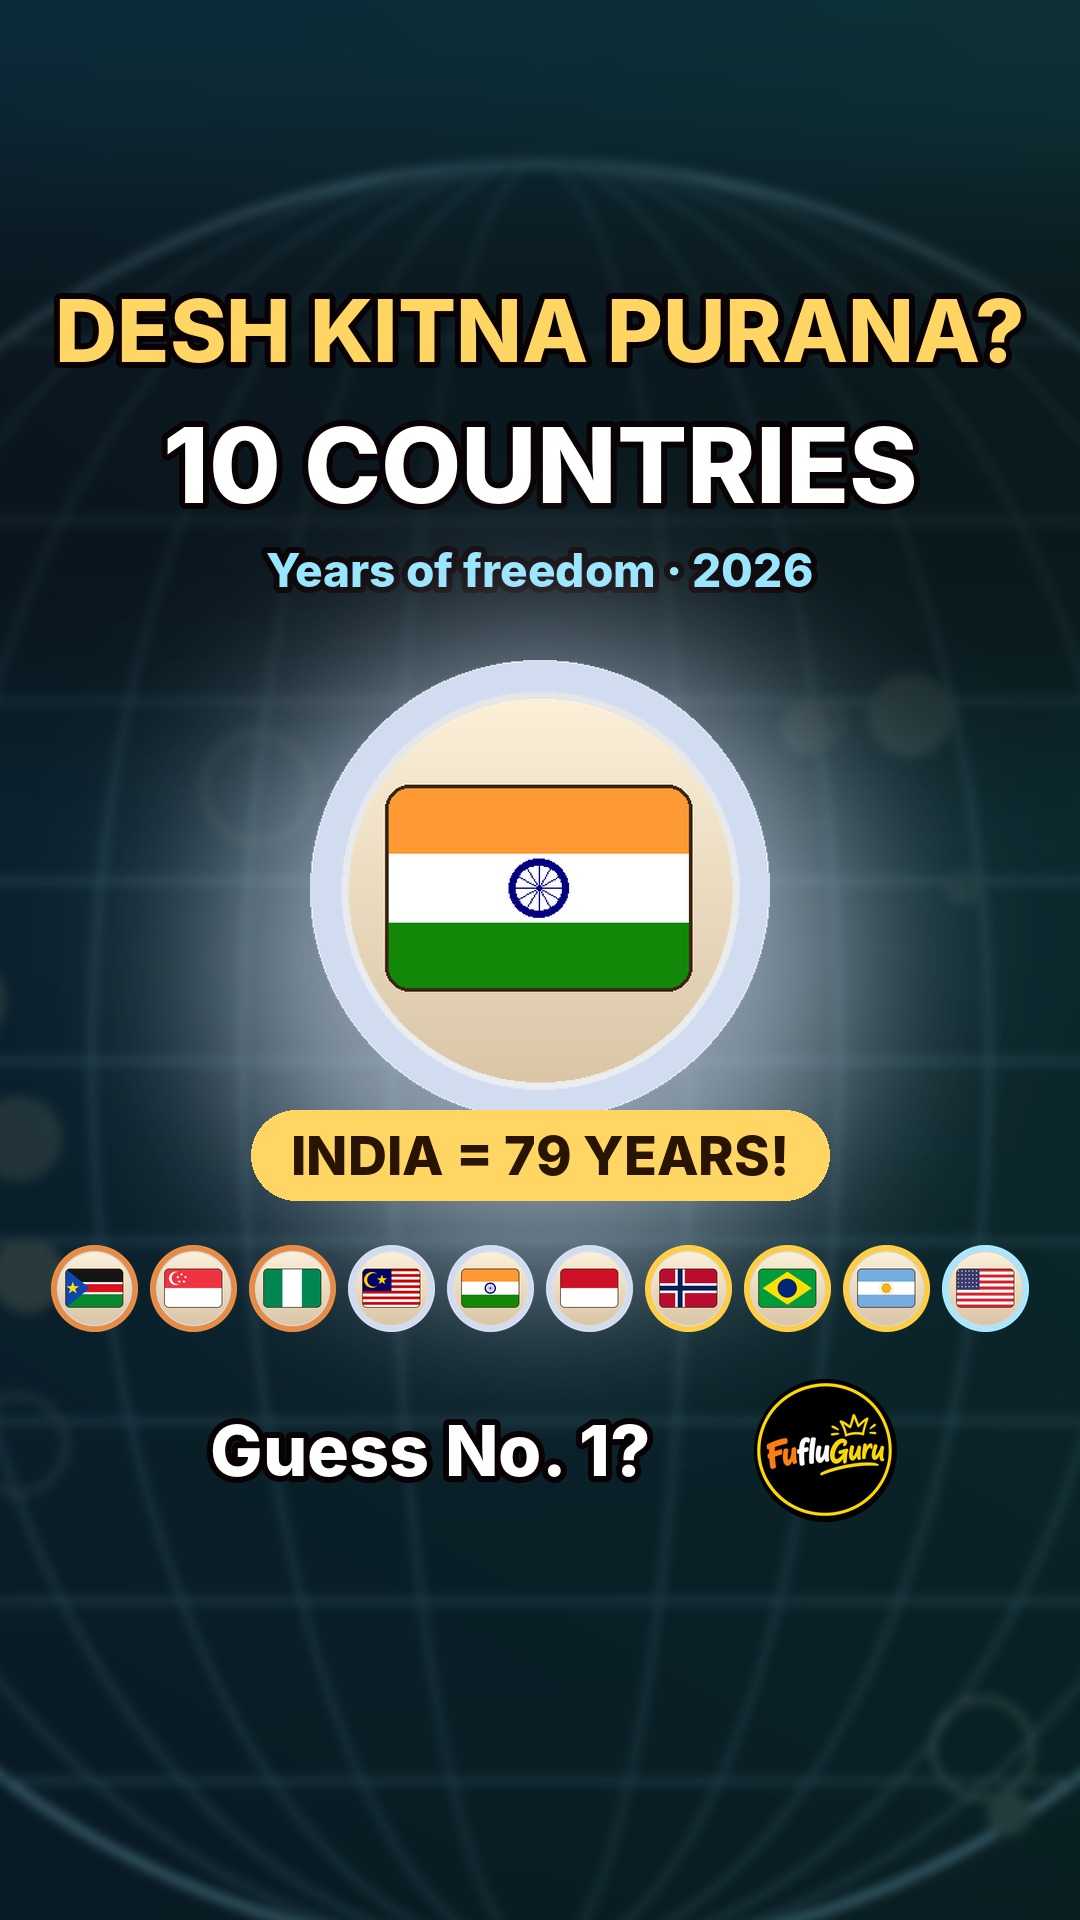 DESH KITNA PURANA?
10 COUNTRIES
Years of freedom · 2026
INDIA = 79 YEARS!
Guess No. 1?
FufluGuru